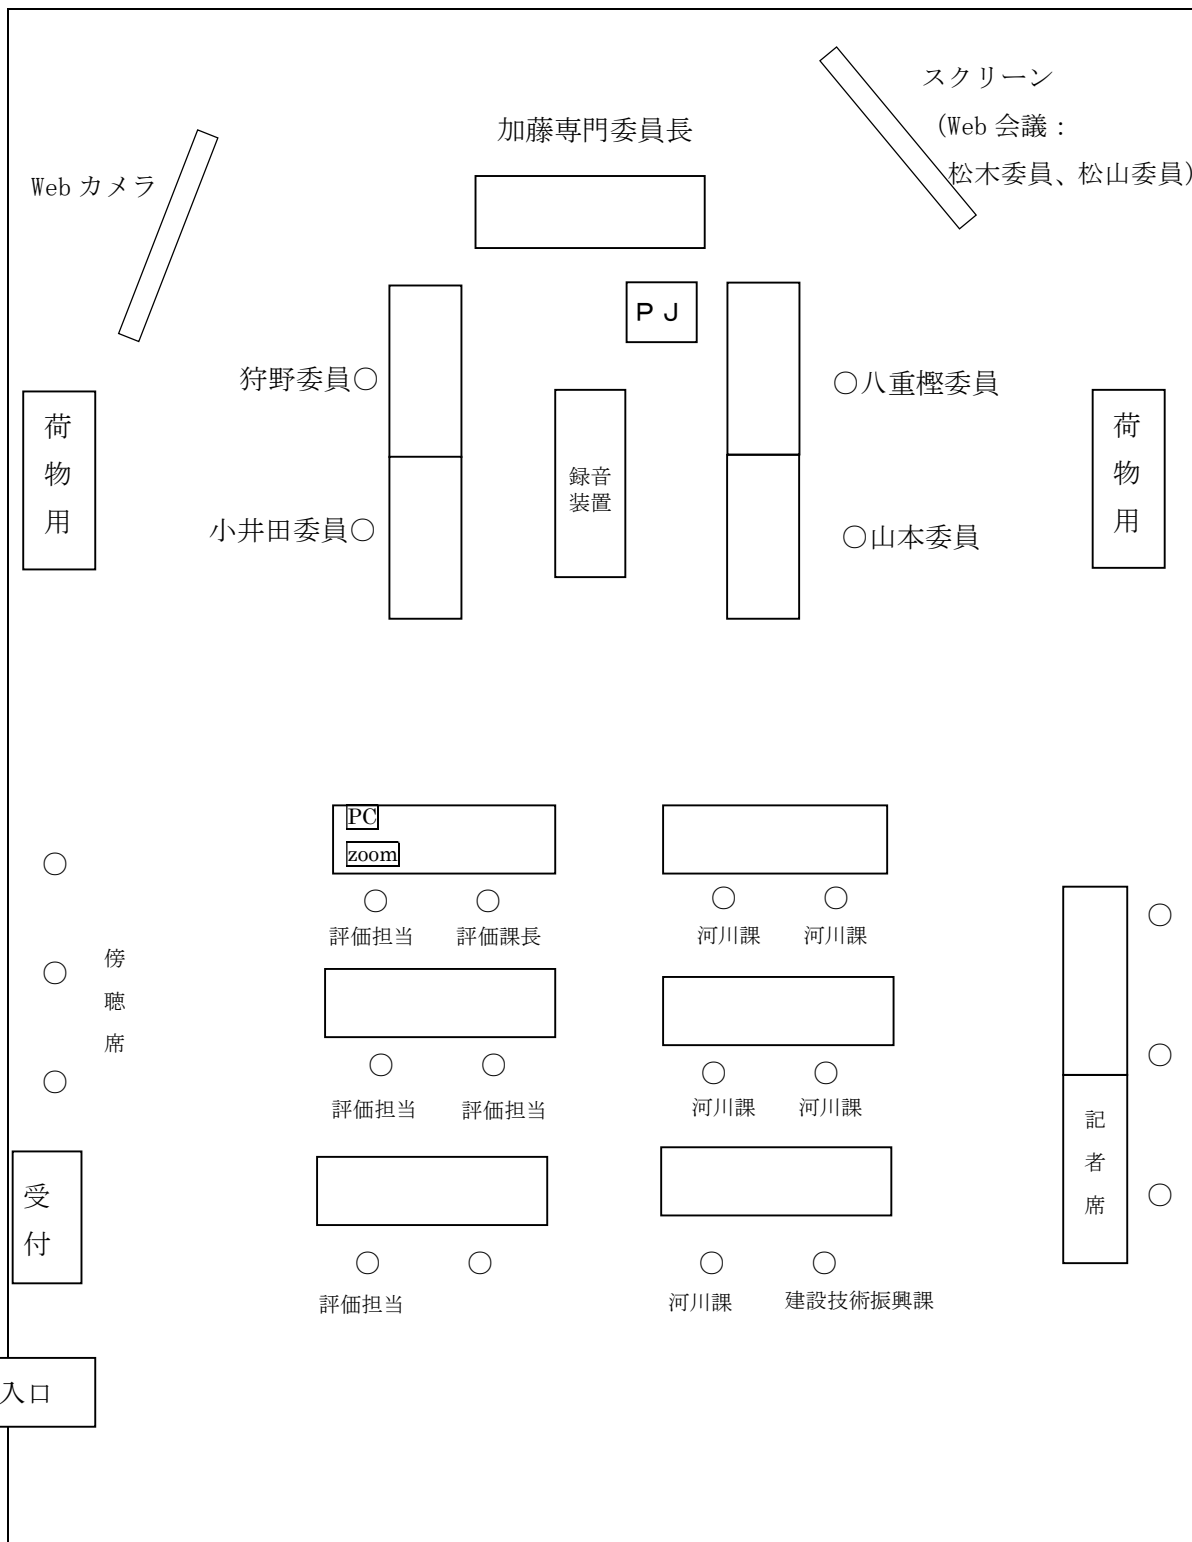 スクリーン
加藤専門委員長
(Web 会議：
Web カメラ
松木委員、松山委員)
ＰＪ
狩野委員○
○八重樫委員
荷物用
録音
装置
荷物用
小井田委員○
○山本委員
PC
zoom
評価担当
評価課長
河川課
河川課
傍聴席
評価担当
評価担当
河川課
河川課
記者席
受付
評価担当
河川課
建設技術振興課
入口